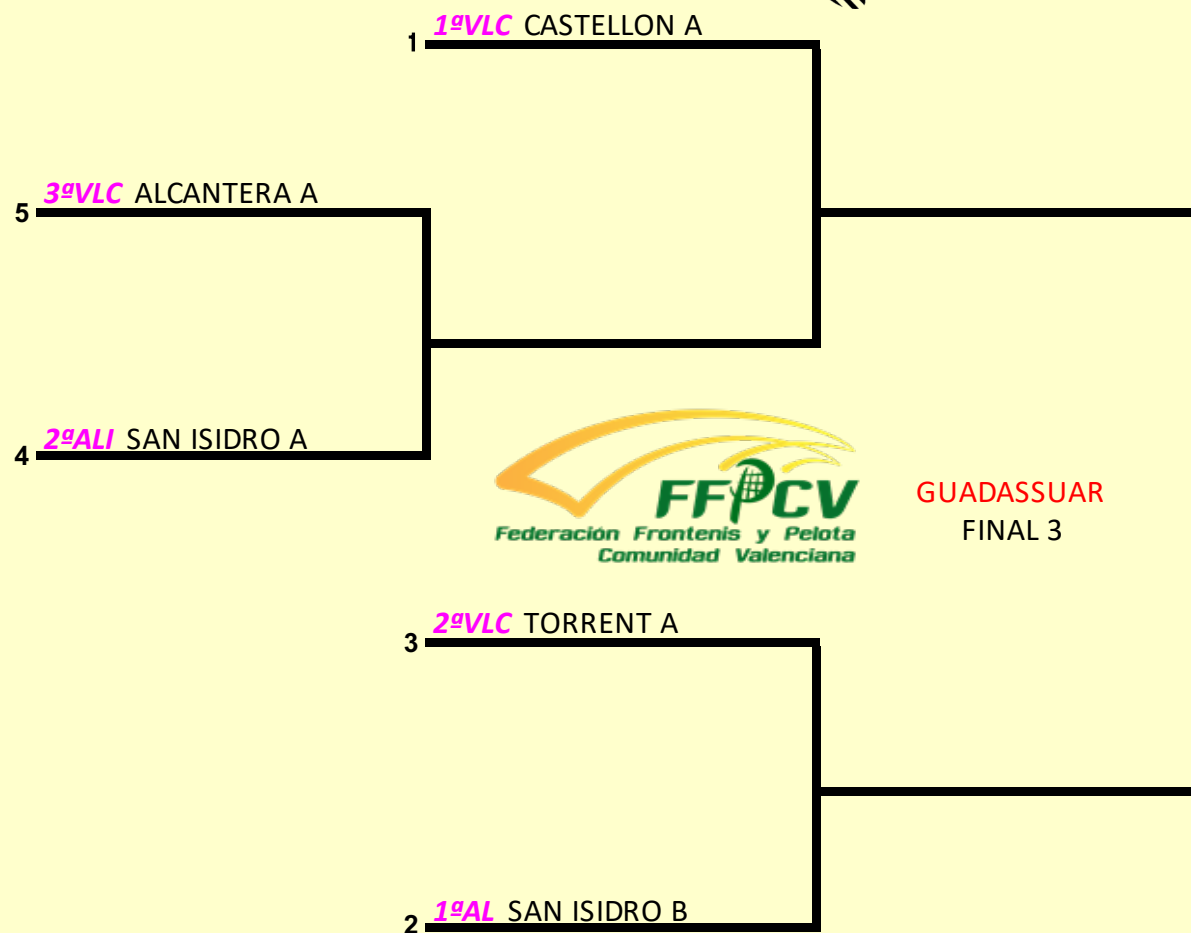 1ªVLC CASTELLON A
1
3ªVLC ALCANTERA A
5
2ªALI SAN ISIDRO A
4
FFPCV
Federación Frontenis y Pelota
Comunidad Valenciana
GUADASSUAR
FINAL 3
2ªVLC TORRENT A
3
1ªAL SAN ISIDRO B
2